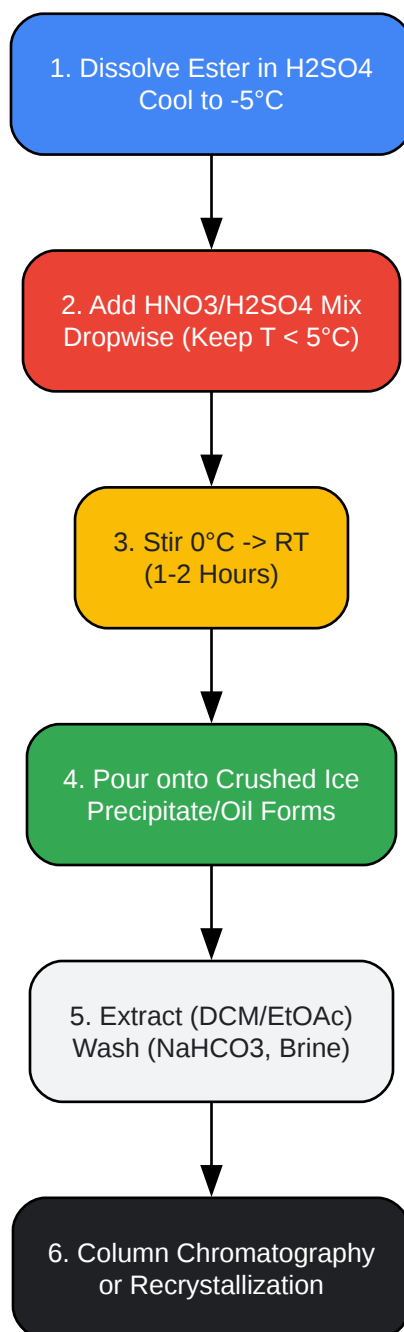 1. Dissolve Ester in H2SO4
Cool to -5°C
2. Add HNO3/H2SO4 Mix
Dropwise (Keep T < 5°C)
3. Stir 0°C -> RT
(1-2 Hours)
4. Pour onto Crushed Ice
Precipitate/Oil Forms
5. Extract (DCM/EtOAc)
Wash (NaHCO3, Brine)
6. Column Chromatography
or Recrystallization